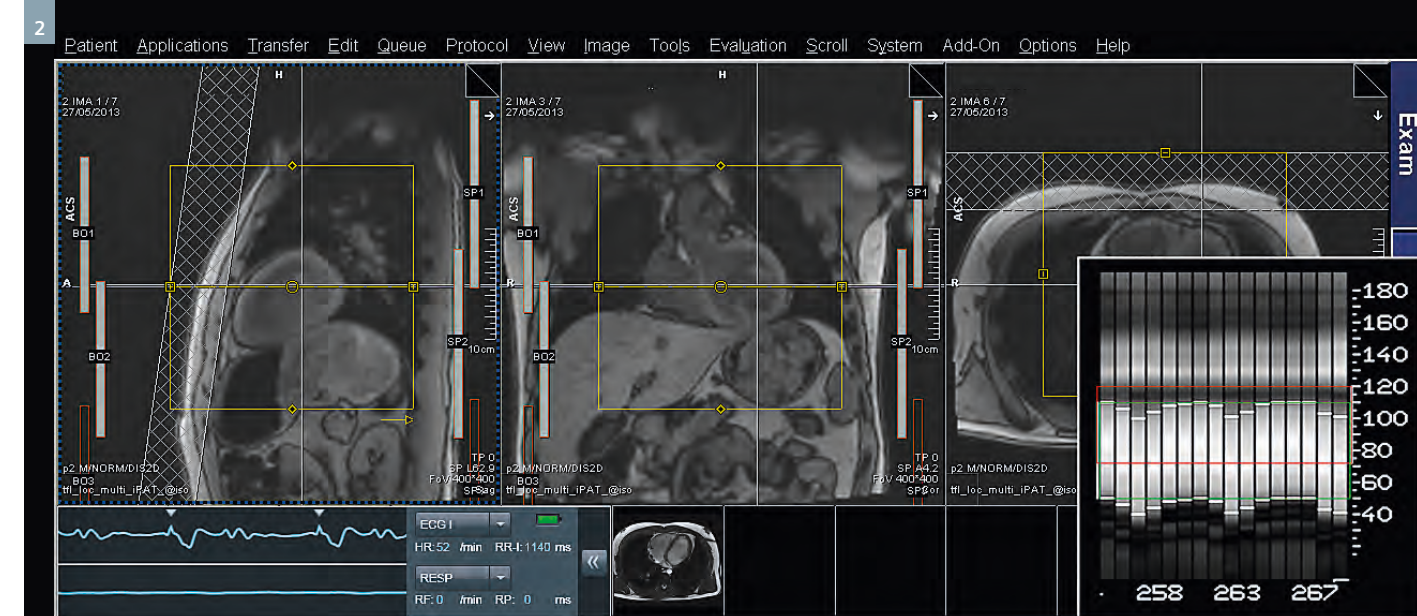 2
Patient Applications Transfer Edit Queue Protocol View Image Tools Evaluation Scroll System Add-On Options Help
H
2 IMA 1 / 7
27/05/2013
SP1
ACS
BO1
A
SP2
10cm
BO2
TP 0
SP L62.9
FoV 400*400
Sag
p2 M/NORM/DIS2D
BO3
tfl_loc_multi_iPAT_@iso
H
2 IMA 3 / 7
27/05/2013
SP1
ACS
BO1
R
SP2
10cm
BO2
TP 0
SP A4.2
FoV 400*400
Cor
p2 M/NORM/DIS2D
BO3
tfl_loc_multi_iPAT_@iso
2 IMA 6 / 7
27/05/2013
ACS
R
p2 M/NORM/DIS2D
tfl_loc_multi_iPAT_@iso
Exam
180
160
140
120
100
80
60
40
258 263 267
ECG I
HR: 52 /min RR-I: 1140 ms
RESP
RF: 0 /min RP: 0 ms